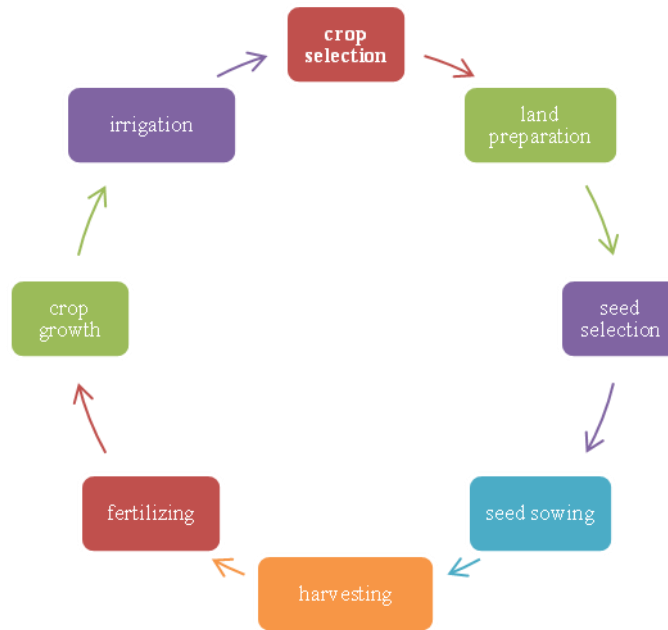 crop
selection
land
preparation
seed
selection
seed sowing
harvesting
fertilizing
crop
growth
irrigation